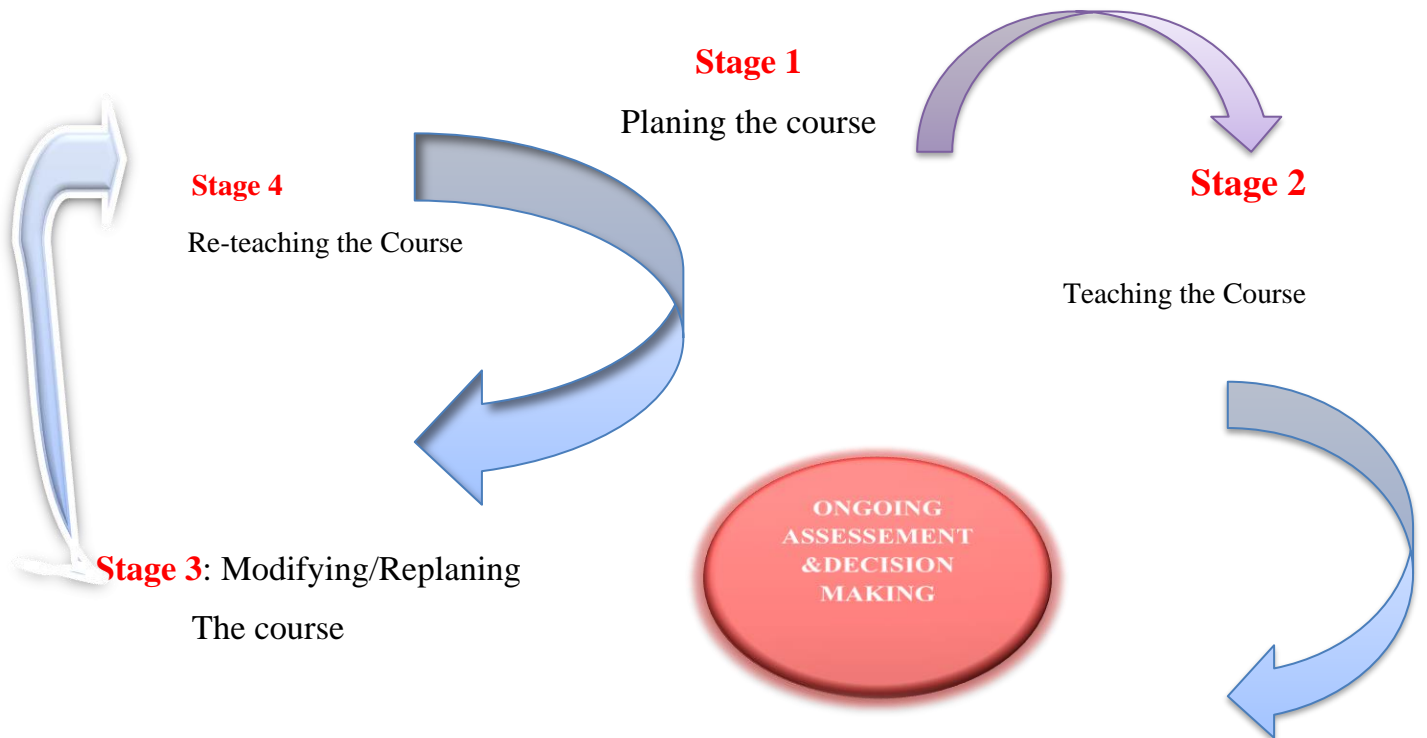 Stage 1
Planing the course
Stage 2
Teaching the Course
Stage 4
Re-teaching the Course
Stage 3: Modifying/Replaning
The course
ONGOING
ASSESSEMENT
&DECISION
MAKING